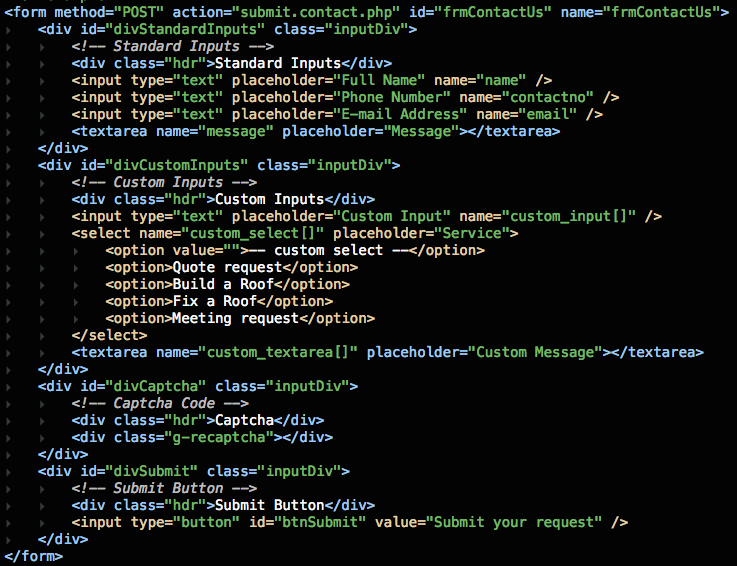 <form method="POST" action="submit.contact.php" id="frmContactUs" name="frmContactUs">
<div id="divStandardInputs" class="inputDiv">
<!-- Standard Inputs -->
<div class="hdr">Standard Inputs</div>
<input type="text" placeholder="Full Name" name="name" />
<input type="text" placeholder="Phone Number" name="contactno" />
<input type="text" placeholder="E-mail Address" name="email" />
<textarea name="message" placeholder="Message"></textarea>
</div>
<div id="divCustomInputs" class="inputDiv">
<!-- Custom Inputs -->
<div class="hdr">Custom Inputs</div>
<input type="text" placeholder="Custom Input" name="custom_input[]" />
<select name="custom_select[]" placeholder="Service">
<option value="">-- custom select --</option>
<option>Quote request</option>
<option>Build a Roof</option>
<option>Fix a Roof</option>
<option>Meeting request</option>
</select>
<textarea name="custom_textarea[]" placeholder="Custom Message"></textarea>
</div>
<div id="divCaptcha" class="inputDiv">
<!-- Captcha Code -->
<div class="hdr">Captcha</div>
<div class="g-recaptcha"></div>
</div>
<div id="divSubmit" class="inputDiv">
<!-- Submit Button -->
<div class="hdr">Submit Button</div>
<input type="button" id="btnSubmit" value="Submit your request" />
</div>
</form>